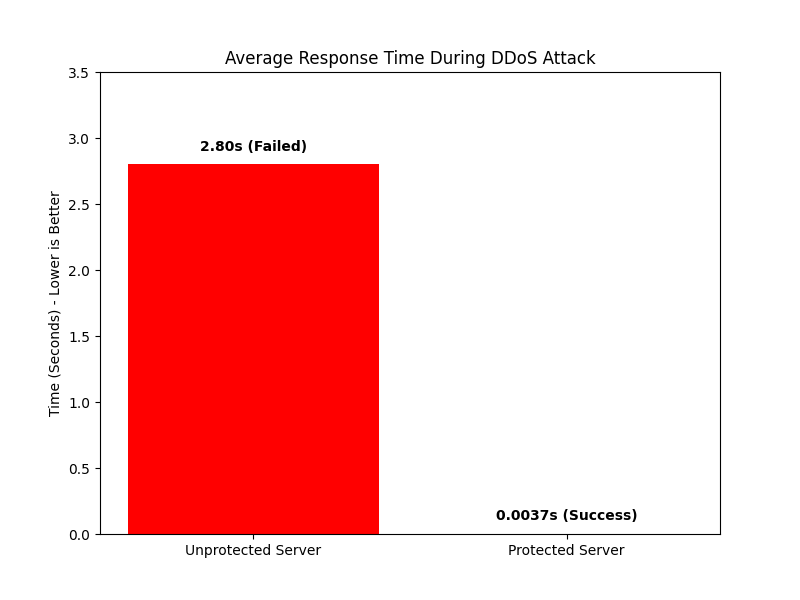 Average Response Time During DDoS Attack
Time (Seconds) - Lower is Better
3.5
3.0
2.5
2.0
1.5
1.0
0.5
0.0
2.80s (Failed)
0.0037s (Success)
Unprotected Server
Protected Server